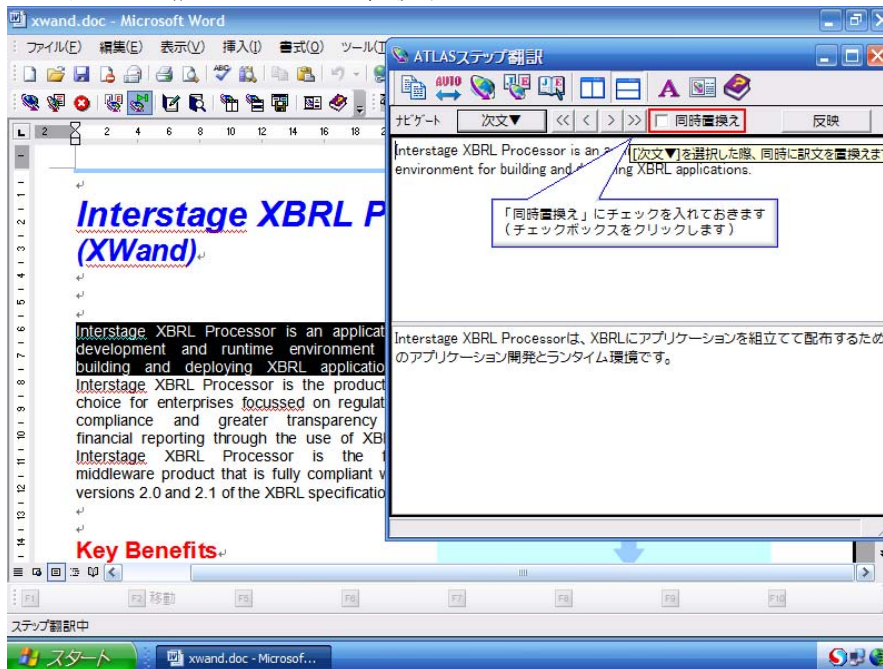 xwand.doc - Microsoft Word
ファイル(F) 編集(E) 表示(V) 挿入(I) 書式(O) ツール(T
2 2 4 6 8 10 12 14 16 18 2
Interstage XBRL P
(XWand)
Interstage XBRL Processor is an applicat
development and runtime environment
building and deploying XBRL applicatio
Interstage XBRL Processor is the product
choice for enterprises focussed on regulat
compliance and greater transparency
financial reporting through the use of XB
Interstage XBRL Processor is the f
middleware product that is fully compliant w
versions 2.0 and 2.1 of the XBRL specificatio
Key Benefits
ATLASステップ翻訳
AUTO
ナビゲート 次文▼ << < > >> 同時置換え 反映
Interstage XBRL Processor is an
environment for building and XBRL applications.
[次文▼]を選択した際、同時に訳文を置換えま
「同時置換え」にチェックを入れておきます
(チェックボックスをクリックします)
Interstage XBRL Processorは、XBRLにアプリケーションを組立てて配布するため
のアプリケーション開発とランタイム環境です。
F1 F2 移動 F5 F6 F7 F8 F9 F10
ステップ翻訳中
スタート xwand.doc - Microsof...